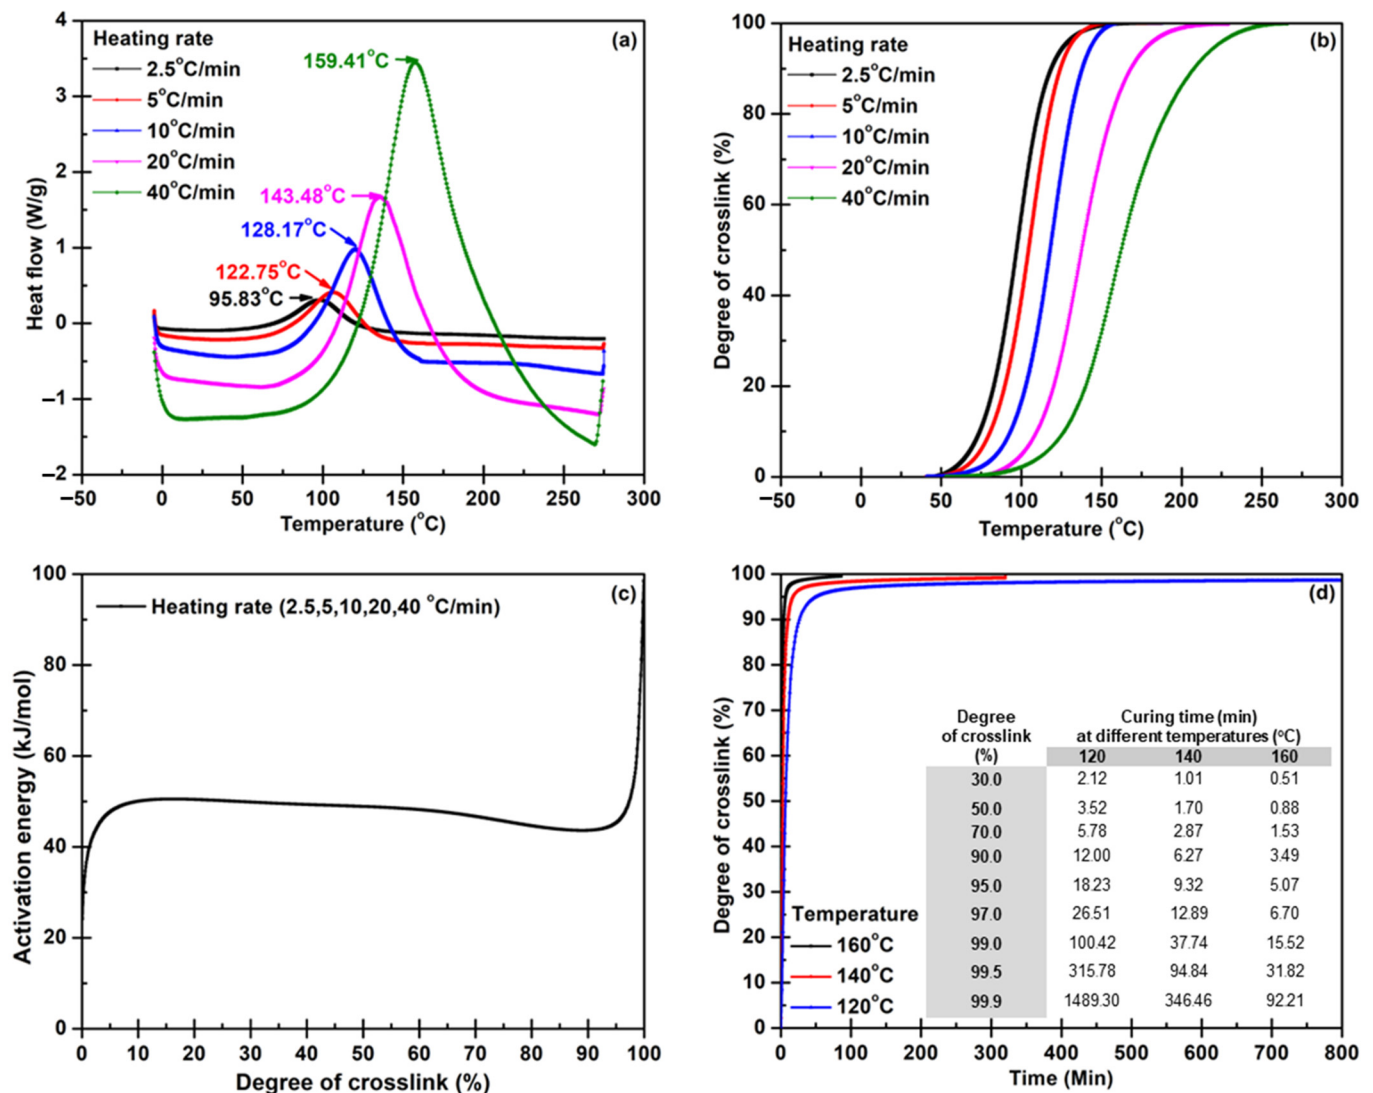 (a)
Heating rate
2.5°C/min
5°C/min
10°C/min
20°C/min
40°C/min
159.41°C
143.48°C
128.17°C
122.75°C
95.83°C
Heat flow (W/g)
4
3
2
1
0
–1
–2
–50 0 50 100 150 200 250 300
Temperature (°C)
(b)
Heating rate
2.5°C/min
5°C/min
10°C/min
20°C/min
40°C/min
Degree of crosslink (%)
100
80
60
40
20
0
–50 0 50 100 150 200 250 300
Temperature (°C)
(c)
Heating rate (2.5,5,10,20,40 °C/min)
Activation energy (kJ/mol)
100
80
60
40
20
0
0 10 20 30 40 50 60 70 80 90 100
Degree of crosslink (%)
(d)
Degree of crosslink (%)
100
90
80
70
60
50
40
30
20
10
0
Degree
of crosslink
(%)
Curing time (min)
at different temperatures (°C)
120 140 160
30.0 2.12 1.01 0.51
50.0 3.52 1.70 0.88
70.0 5.78 2.87 1.53
90.0 12.00 6.27 3.49
95.0 18.23 9.32 5.07
97.0 26.51 12.89 6.70
99.0 100.42 37.74 15.52
99.5 315.78 94.84 31.82
99.9 1489.30 346.46 92.21
Temperature
160°C
140°C
120°C
0 100 200 300 400 500 600 700 800
Time (Min)